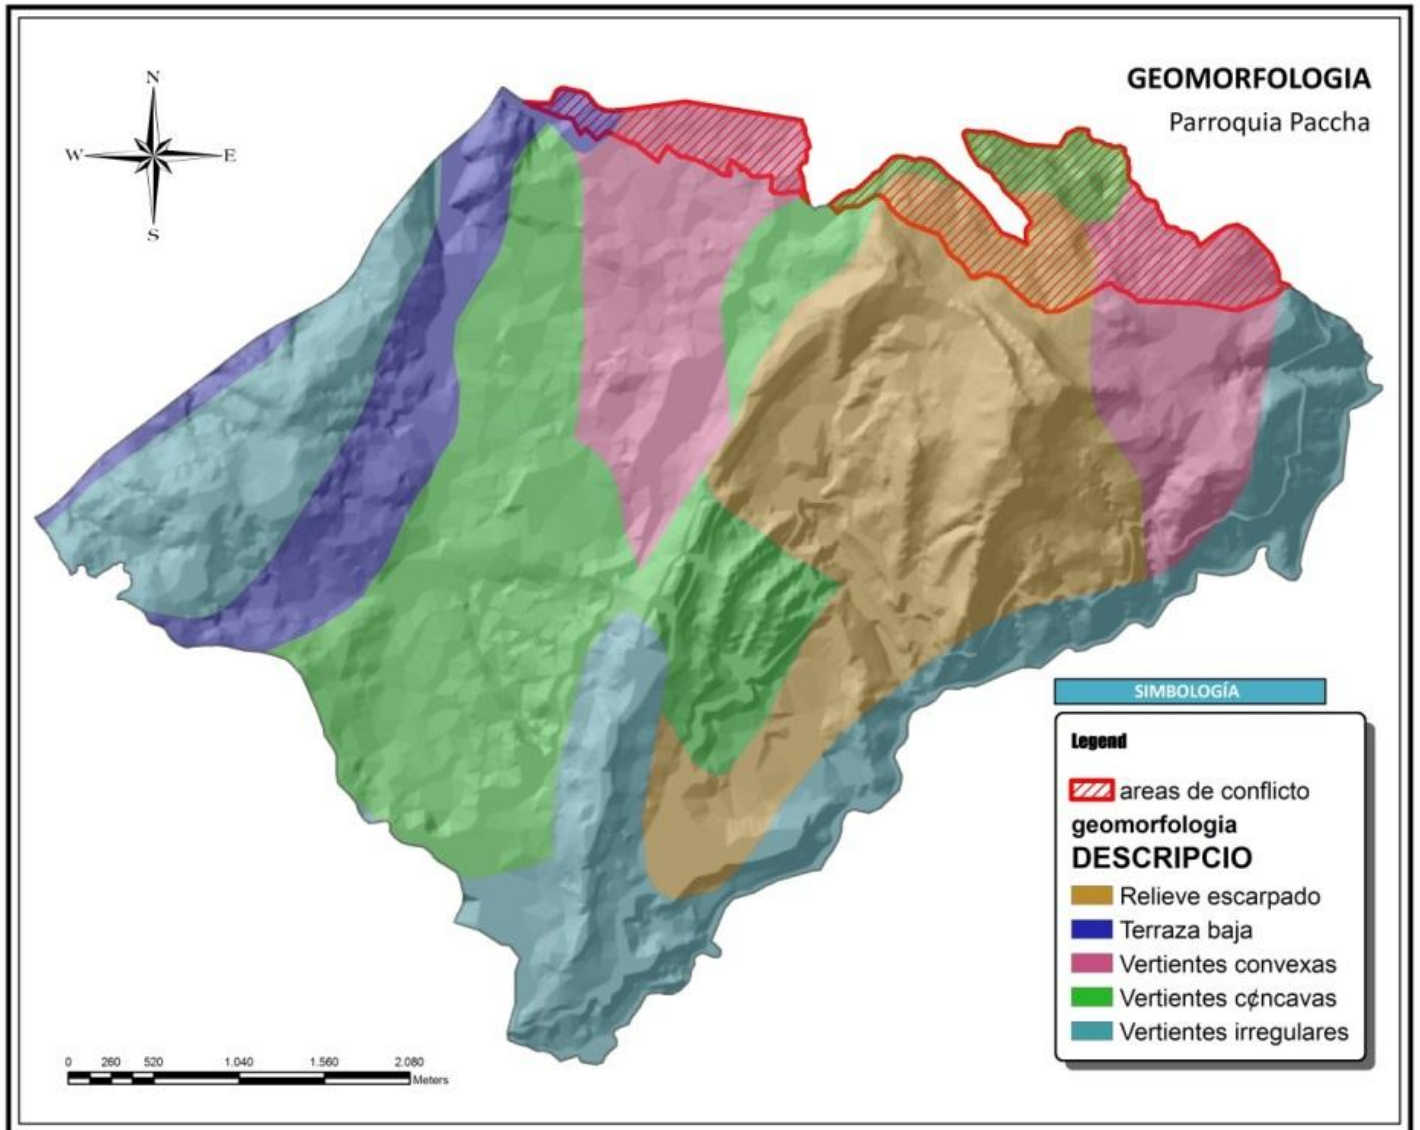 GEOMORFOLOGIA
Parroquia Paccha
N
W E
S
SIMBOLOGÍA
Legend
areas de conflicto
geomorfologia
DESCRIPCIO
Relieve escarpado
Terraza baja
Vertientes convexas
Vertientes c¢ncavas
Vertientes irregulares
0 260 520 1.040 1.560 2.080
Meters